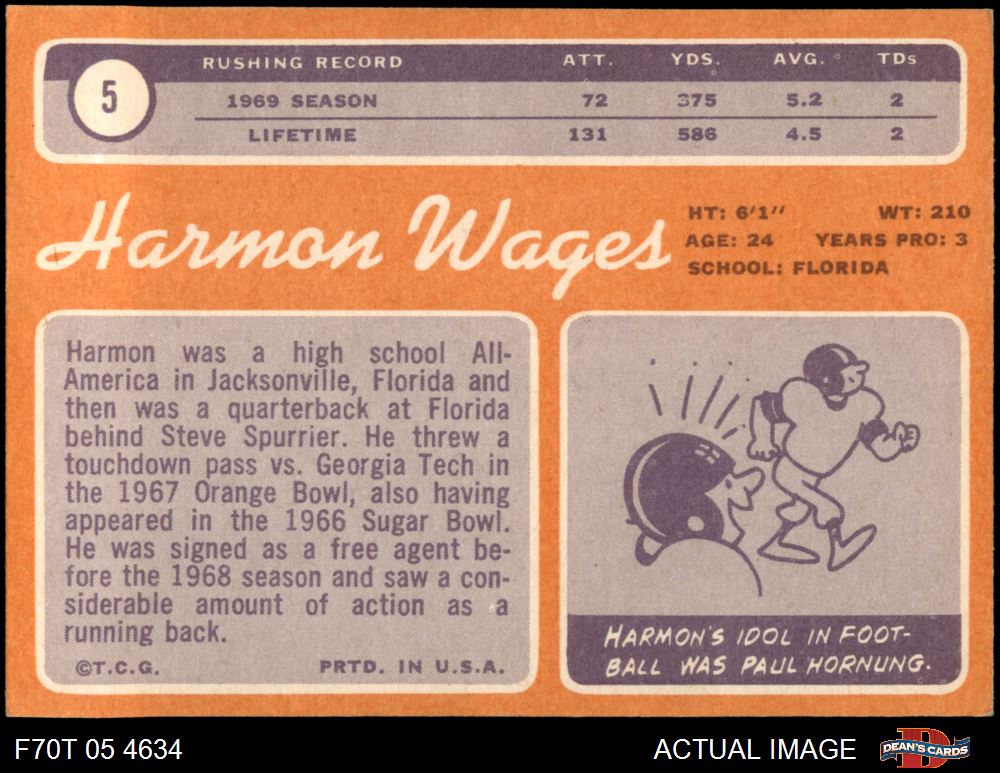 5
RUSHING RECORD ATT. YDS. AVG. TDs
1969 SEASON 72 375 5.2 2
LIFETIME 131 586 4.5 2
Harmon Wages
HT: 6'1" WT: 210
AGE: 24 YEARS PRO: 3
SCHOOL: FLORIDA
Harmon was a high school All-
America in Jacksonville, Florida and
then was a quarterback at Florida
behind Steve Spurrier. He threw a
touchdown pass vs. Georgia Tech in
the 1967 Orange Bowl, also having
appeared in the 1966 Sugar Bowl.
He was signed as a free agent be-
fore the 1968 season and saw a con-
siderable amount of action as a
running back.
©T.C.G. PRTD. IN U.S.A.
HARMON'S IDOL IN FOOT-
BALL WAS PAUL HORNUNG.
F70T 05 4634
ACTUAL IMAGE
D
DEAN'S CARDS